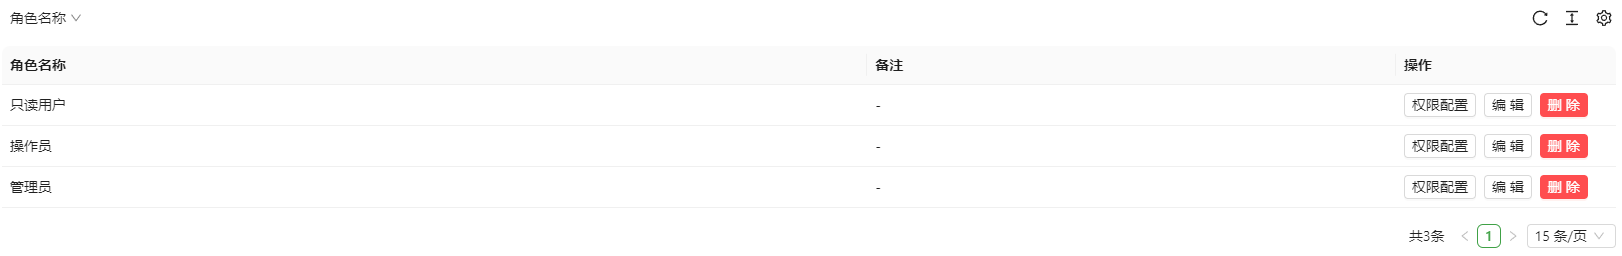 角色名称
角色名称 备注 操作
只读用户 - 权限配置 编 辑 删 除
操作员 - 权限配置 编 辑 删 除
管理员 - 权限配置 编 辑 删 除
共3条 1 15 条/页